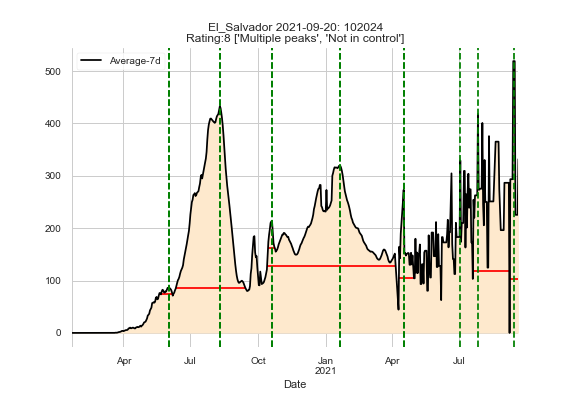 El_Salvador 2021-09-20: 102024
Rating:8 ['Multiple peaks', 'Not in control']
Average-7d
500
400
300
200
100
0
Apr
Jul
Oct
Jan
2021
Apr
Jul
Date